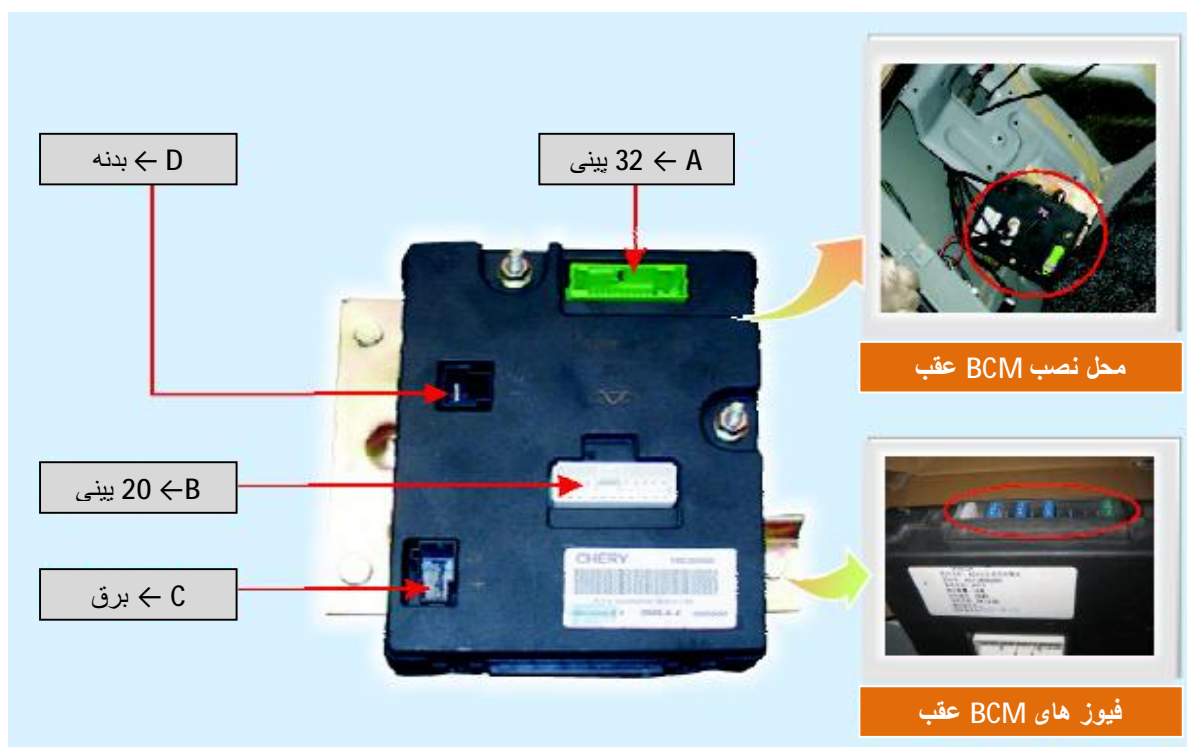 D ← بدنه
A ← 32 پینی
محل نصب BCM عقب
B← 20 پینی
CHERY
C ← برق
فیوز های BCM عقب